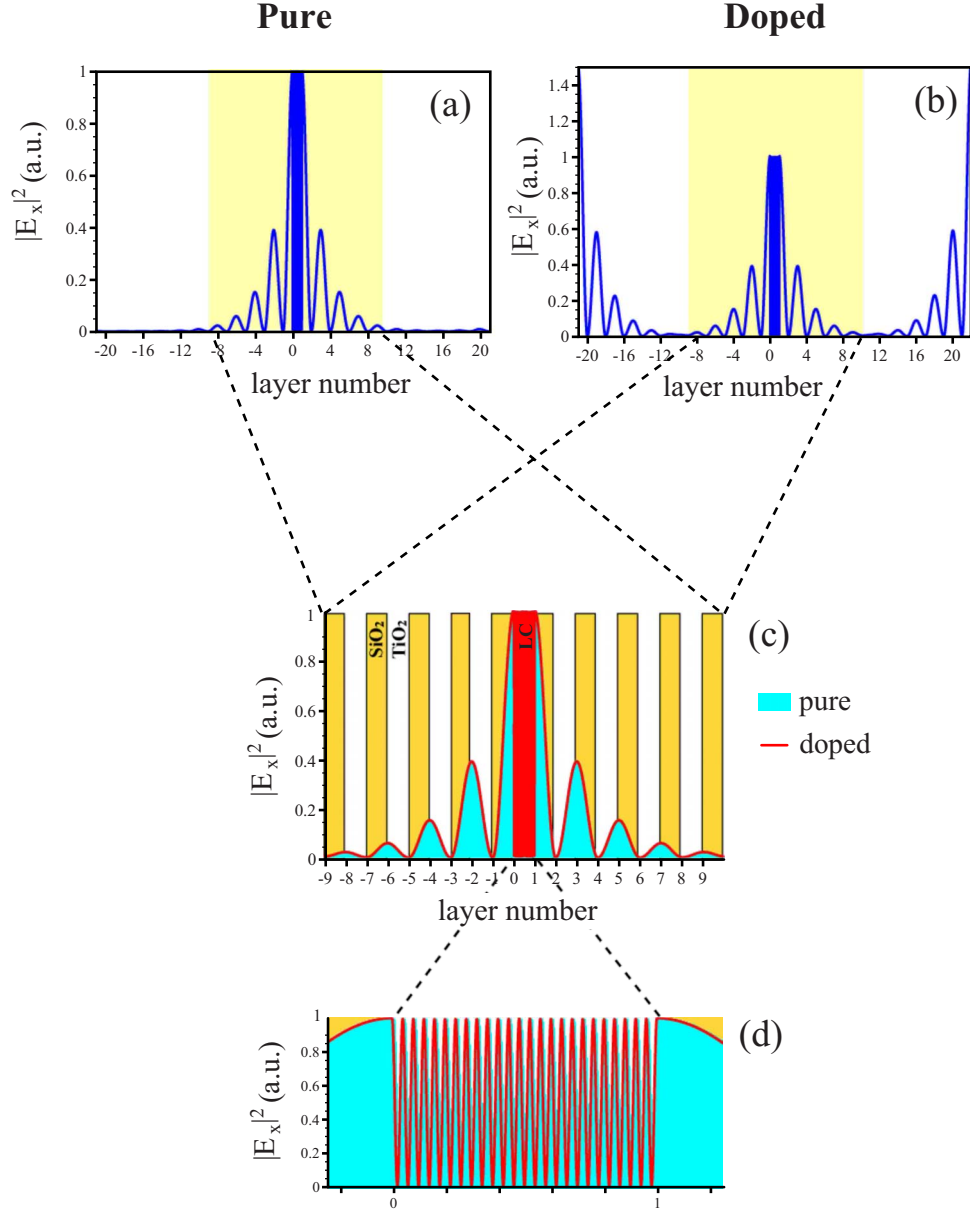 Pure
Doped
(a)
1
0.8
0.6
0.4
0.2
0
|E_x|² (a.u.)
-20 -16 -12 -8 -4 0 4 8 12 16 20
layer number
(b)
1.4
1.2
1
0.8
0.6
0.4
0.2
0
|E_x|² (a.u.)
-20 -16 -12 -8 -4 0 4 8 12 16 20
layer number
(c)
1
0.8
0.6
0.4
0.2
0
|E_x|² (a.u.)
SiO₂
TiO₂
LC
pure
doped
-9 -8 -7 -6 -5 -4 -3 -2 -1 0 1 2 3 4 5 6 7 8 9
layer number
(d)
1
0.8
0.6
0.4
0.2
0
|E_x|² (a.u.)
0 1